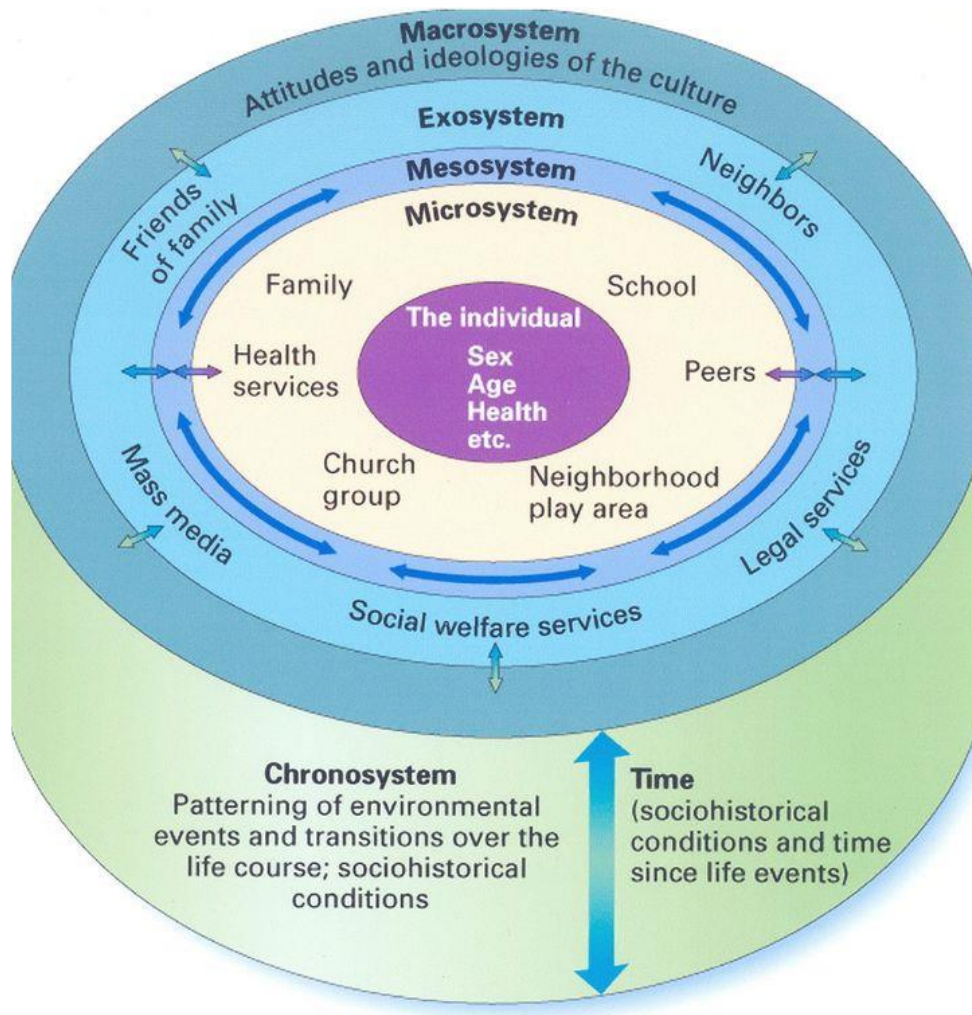 Macrosystem
Attitudes and ideologies of the culture
Exosystem
Mesosystem
Microsystem
Friends
of family
Neighbors
Family
School
The individual
Sex
Age
Health
etc.
Health
services
Peers
Church
group
Neighborhood
play area
Mass media
Legal services
Social welfare services
Chronosystem
Patterning of environmental
events and transitions over the
life course; sociohistorical
conditions
Time
(sociohistorical
conditions and time
since life events)